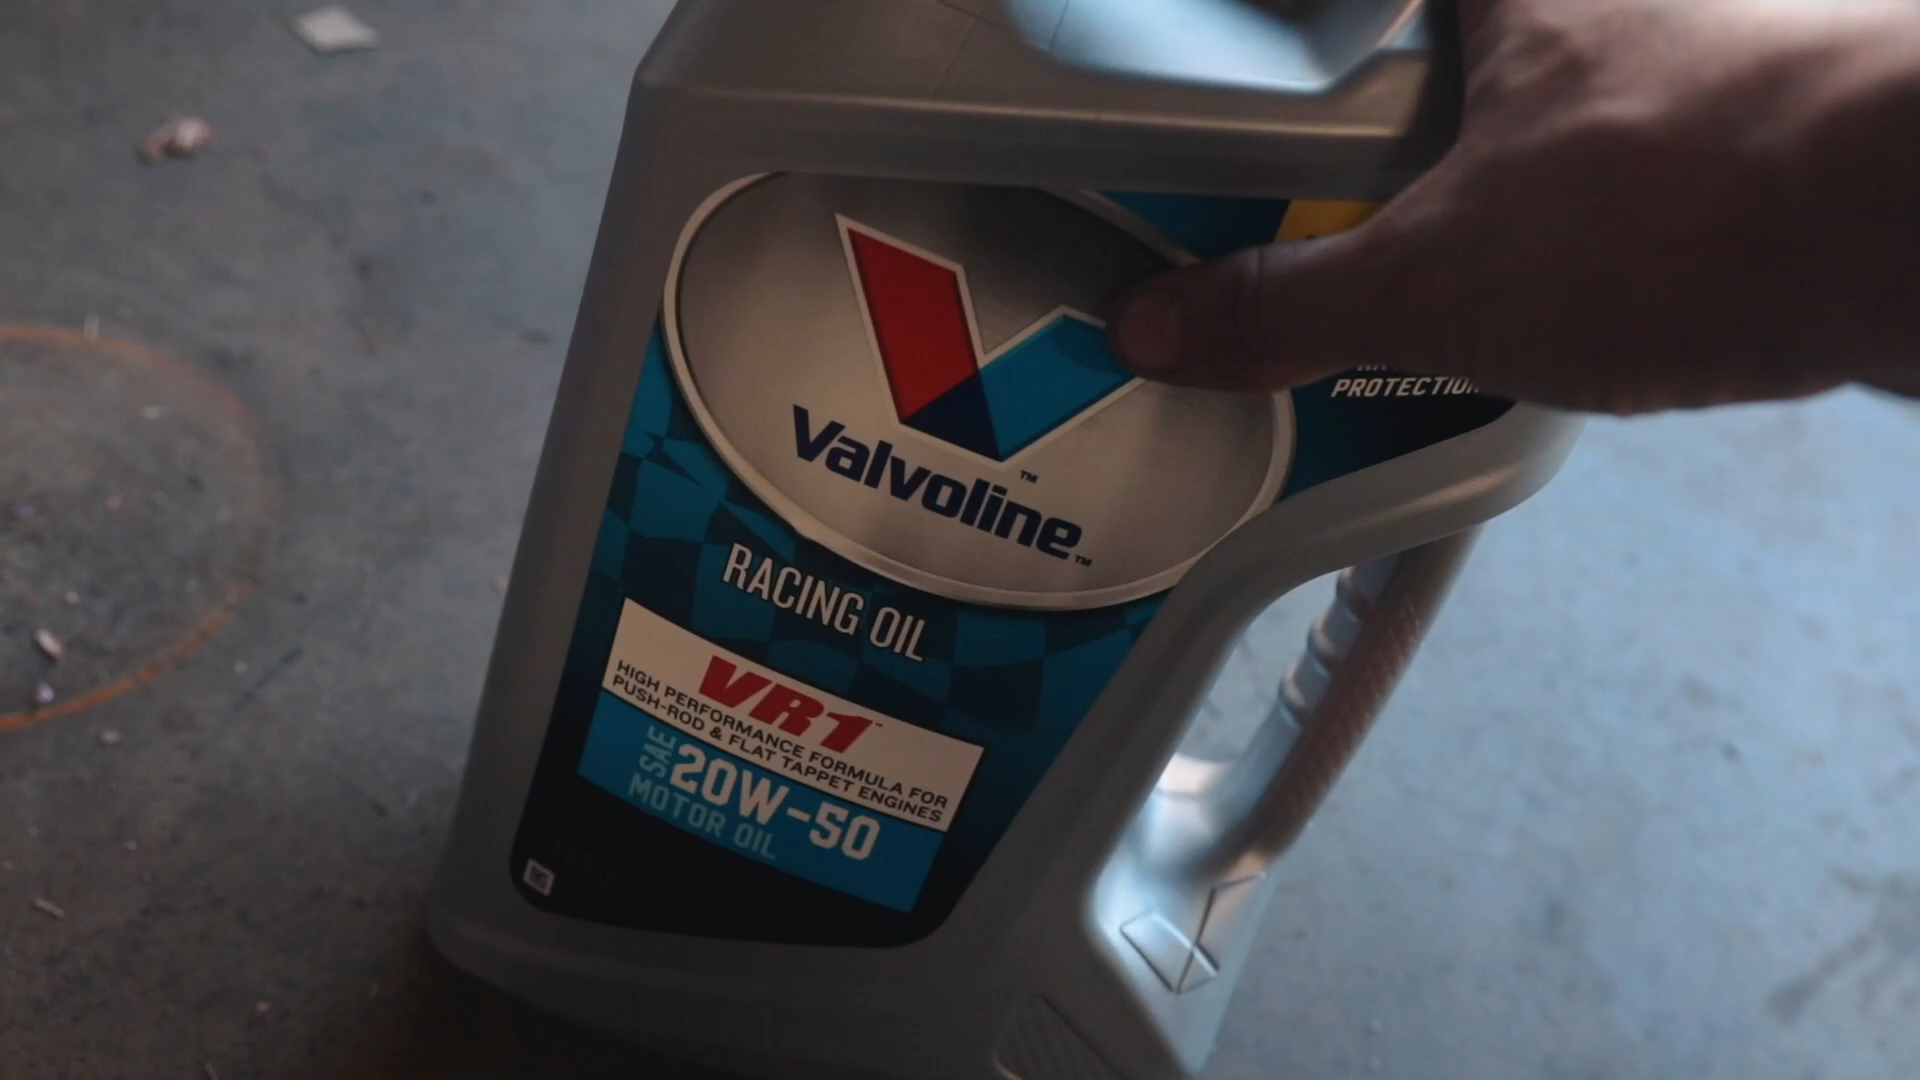 PROTECTION
Valvoline™
RACING OIL
VR1™
HIGH PERFORMANCE FORMULA FOR
PUSH-ROD & FLAT TAPPET ENGINES
SAE 20W-50
MOTOR OIL